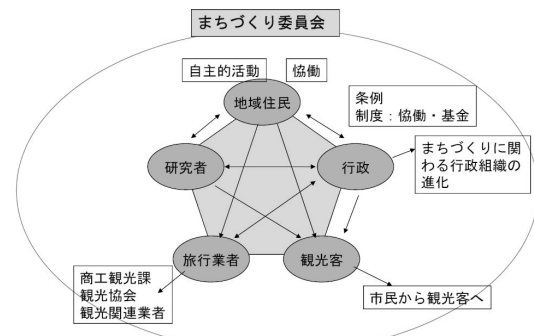 まちづくり委員会
自主的活動
恊働
地域住民
条例
制度：恊働・基金
研究者
行政
まちづくりに関
わる行政組織の
進化
旅行業者
観光客
商工観光課
観光協会
観光関連業者
市民から観光客へ